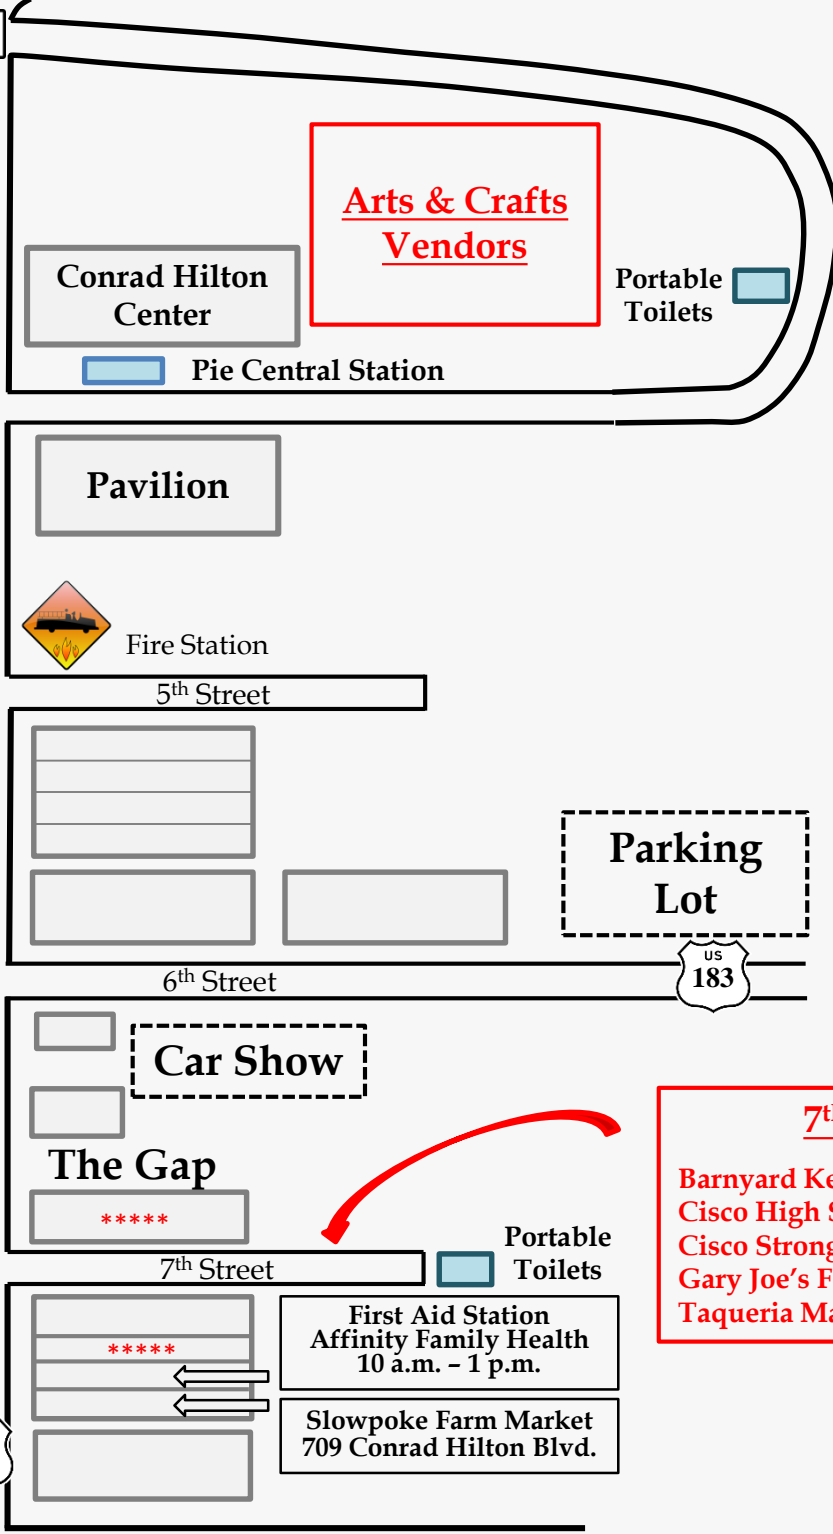 Arts & Crafts
Vendors
Conrad Hilton
Center
Portable
Toilets
Pie Central Station
Pavilion
Fire Station
5th Street
Parking
Lot
US
183
6th Street
Car Show
The Gap
*****
7th Street
Portable
Toilets
Barnyard
Cisco High
Cisco
Gary Joe's
Taqueria
First Aid Station
Affinity Family Health
10 a.m. – 1 p.m.
*****
Slowpoke Farm Market
709 Conrad Hilton Blvd.